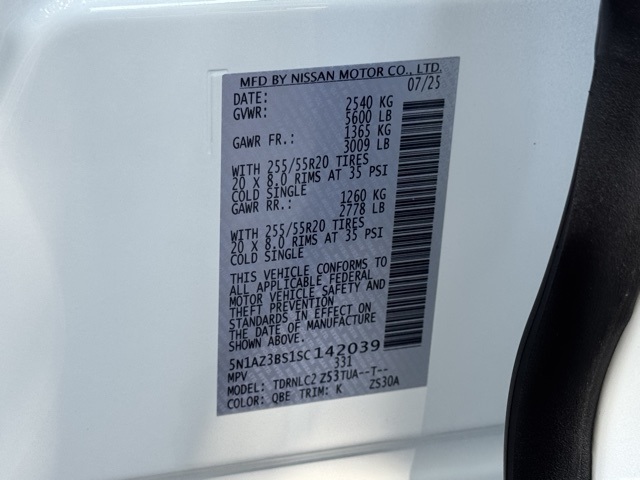 MFD BY NISSAN MOTOR CO., LTD.
DATE: 07/25
GVWR: 2540 KG
5600 LB
GAWR FR.: 1365 KG
3009 LB
WITH 255/55R20 TIRES
20 X 8.0 RIMS AT 35 PSI
COLD SINGLE
GAWR RR.: 1260 KG
2778 LB
WITH 255/55R20 TIRES
20 X 8.0 RIMS AT 35 PSI
COLD SINGLE
THIS VEHICLE CONFORMS TO
ALL APPLICABLE FEDERAL
MOTOR VEHICLE SAFETY AND
THEFT PREVENTION
STANDARDS IN EFFECT ON
THE DATE OF MANUFACTURE
SHOWN ABOVE.
5N1AZ3BS1SC142039
MPV 331
MODEL: TDRNLC2 Z53TUA--T--
COLOR: QBE TRIM: K ZS30A